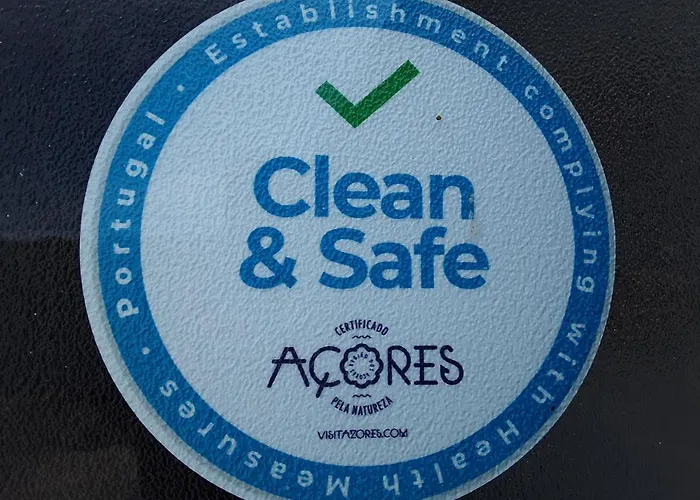 Establishment complying with Health Measures · Portugal ·
Clean
& Safe
CERTIFICADO
AÇORES
PELA NATUREZA
VISITAZORES.COM